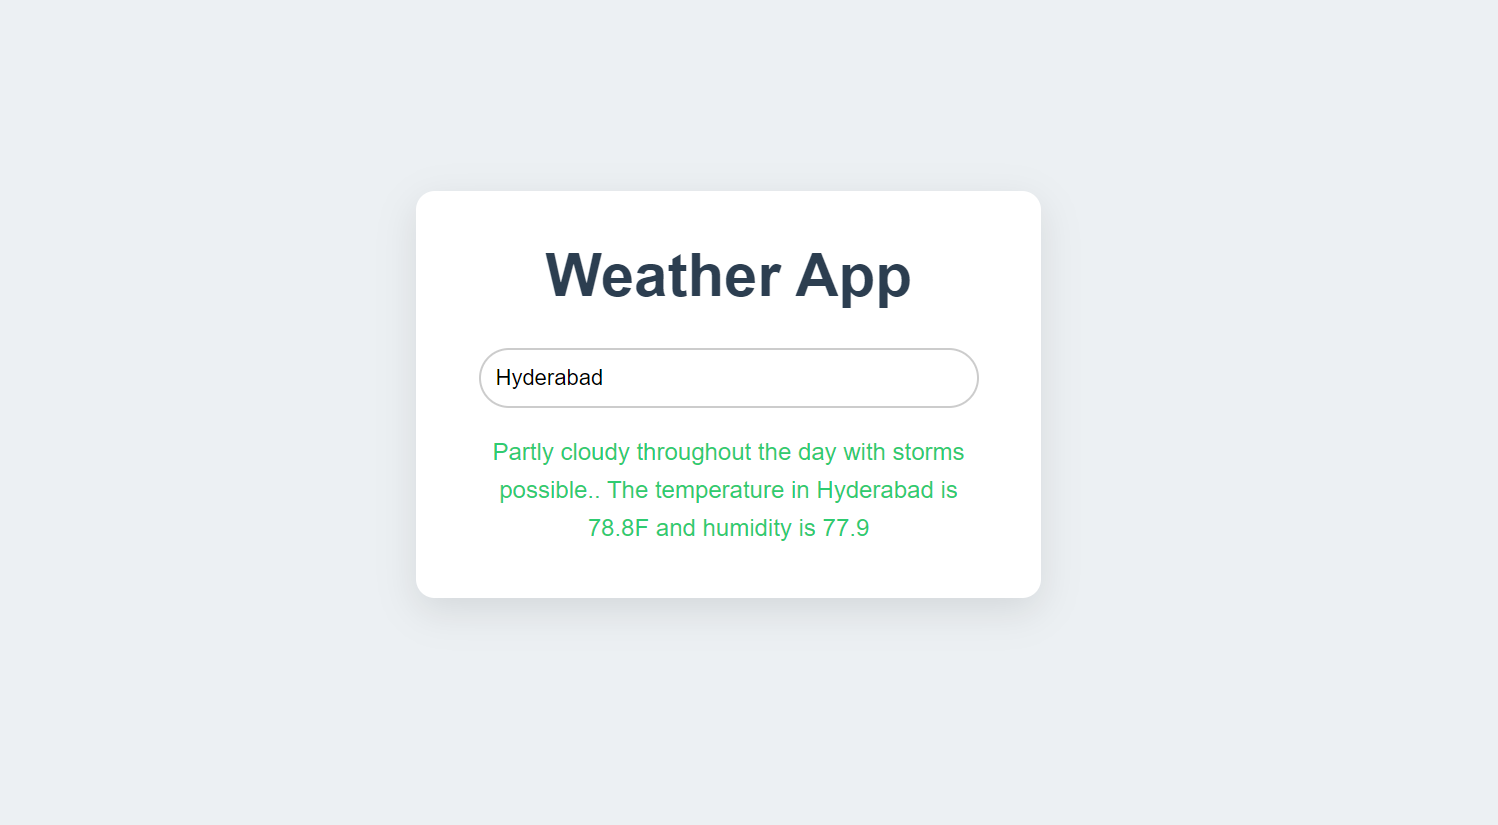 Weather App
Hyderabad
Partly cloudy throughout the day with storms
possible.. The temperature in Hyderabad is
78.8F and humidity is 77.9